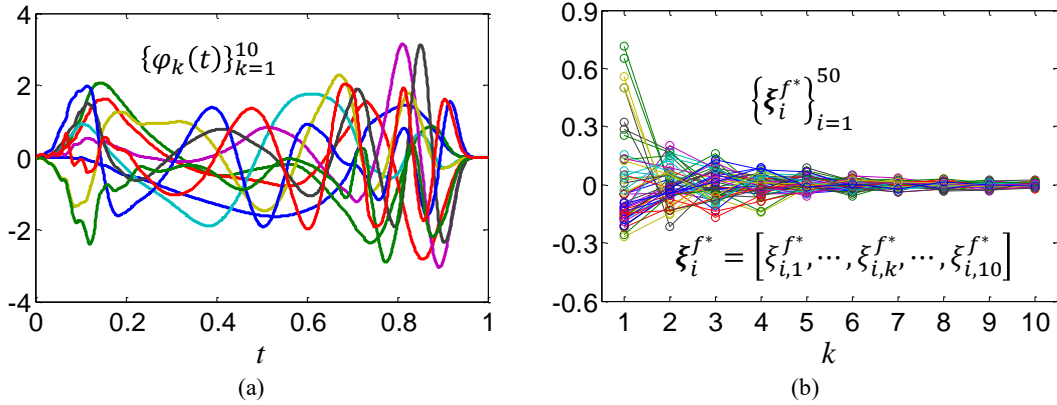 4
2
0
-2
-4
0
0.2
0.4
0.6
0.8
1
{φ_k(t)}_{k=1}^{10}
t
(a)
0.9
0.6
0.3
0
-0.3
-0.6
1 2 3 4 5 6 7 8 9 10
{ξ_i^{f*}}_{i=1}^{50}
ξ_i^{f*} = [ξ_{i,1}^{f*}, ⋯, ξ_{i,k}^{f*}, ⋯, ξ_{i,10}^{f*}]
k
(b)